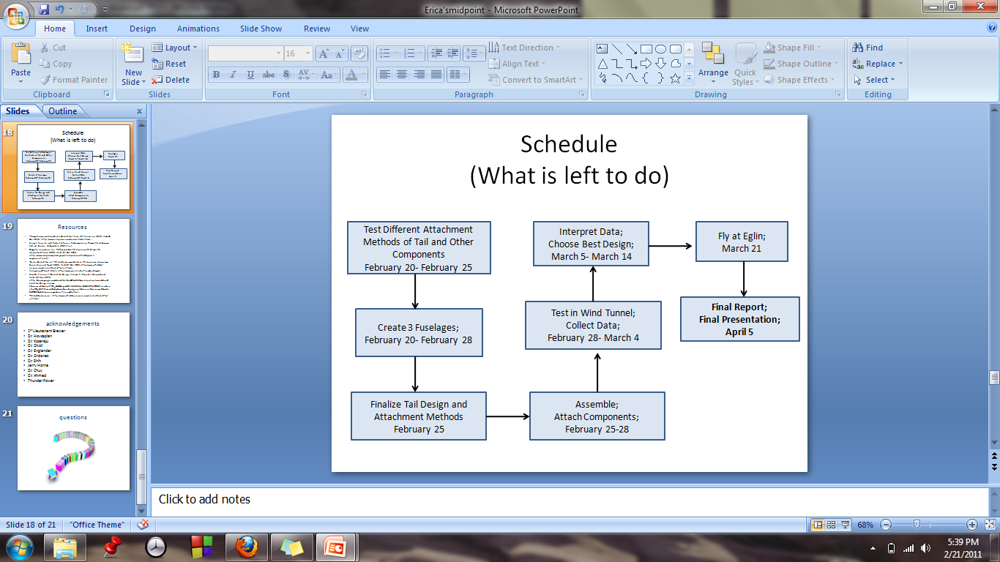 Erica'smidpoint - Microsoft PowerPoint
Home Insert Design Animations Slide Show Review View
Paste
Cut
Copy
Format Painter
Clipboard
New
Slide
Layout
Reset
Delete
Slides
16
B I U abc S AV Aa A
Font
Text Direction
Align Text
Convert to SmartArt
Paragraph
Arrange
Quick
Styles
Shape Fill
Shape Outline
Shape Effects
Drawing
Find
Replace
Select
Editing
Slides Outline
18
Schedule
(What is left to do)
19
Resources
20
acknowledgements
1st Lieutenant Brewer
Dr. Hovsapian
Dr. Kosaraju
Dr. Okoli
Dr. Englander
Dr. Ordonez
Dr. Shih
Jerry Horne
Dr. Chuy
Dr. Ahmed
Thunder Power
21
questions
Schedule
(What is left to do)
Test Different Attachment
Methods of Tail and Other
Components
February 20- February 25
Create 3 Fuselages;
February 20- February 28
Finalize Tail Design and
Attachment Methods
February 25
Assemble;
Attach Components;
February 25-28
Test in Wind Tunnel;
Collect Data;
February 28- March 4
Interpret Data;
Choose Best Design;
March 5- March 14
Fly at Eglin;
March 21
Final Report;
Final Presentation;
April 5
Click to add notes
Slide 18 of 21 "Office Theme" 68%
5:39 PM
2/21/2011